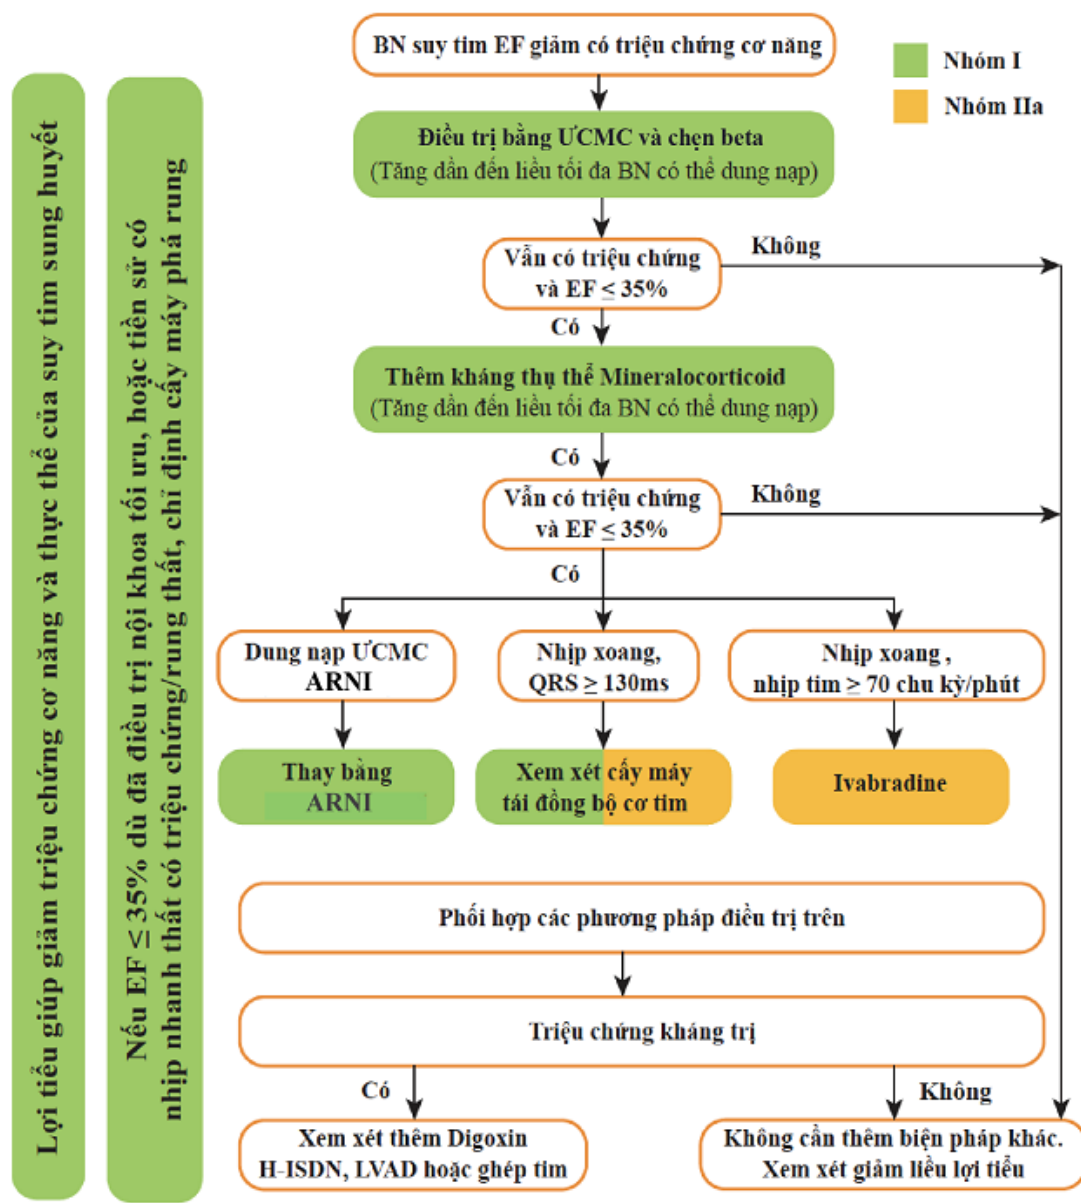 Lợi tiểu giúp giảm triệu chứng cơ năng và thực thể của suy tim sung huyết
Nếu EF ≤ 35% dù đã điều trị nội khoa tối ưu, hoặc tiền sử có
nhịp nhanh thất có triệu chứng/rung thất, chỉ định cấy máy phá rung
BN suy tim EF giảm có triệu chứng cơ năng
Nhóm I
Nhóm IIa
Điều trị bằng ƯCMC và chẹn beta
(Tăng dần đến liều tối đa BN có thể dung nạp)
Vẫn có triệu chứng
và EF ≤ 35%
Không
Có
Thêm kháng thụ thể Mineralocorticoid
(Tăng dần đến liều tối đa BN có thể dung nạp)
Có
Vẫn có triệu chứng
và EF ≤ 35%
Không
Có
Dung nạp ƯCMC
ARNI
Nhịp xoang,
QRS ≥ 130ms
Nhịp xoang ,
nhịp tim ≥ 70 chu kỳ/phút
Thay bằng
ARNI
Xem xét cấy máy
tái đồng bộ cơ tim
Ivabradine
Phối hợp các phương pháp điều trị trên
Triệu chứng kháng trị
Có
Không
Xem xét thêm Digoxin
H-ISDN, LVAD hoặc ghép tim
Không cần thêm biện pháp khác.
Xem xét giảm liều lợi tiểu